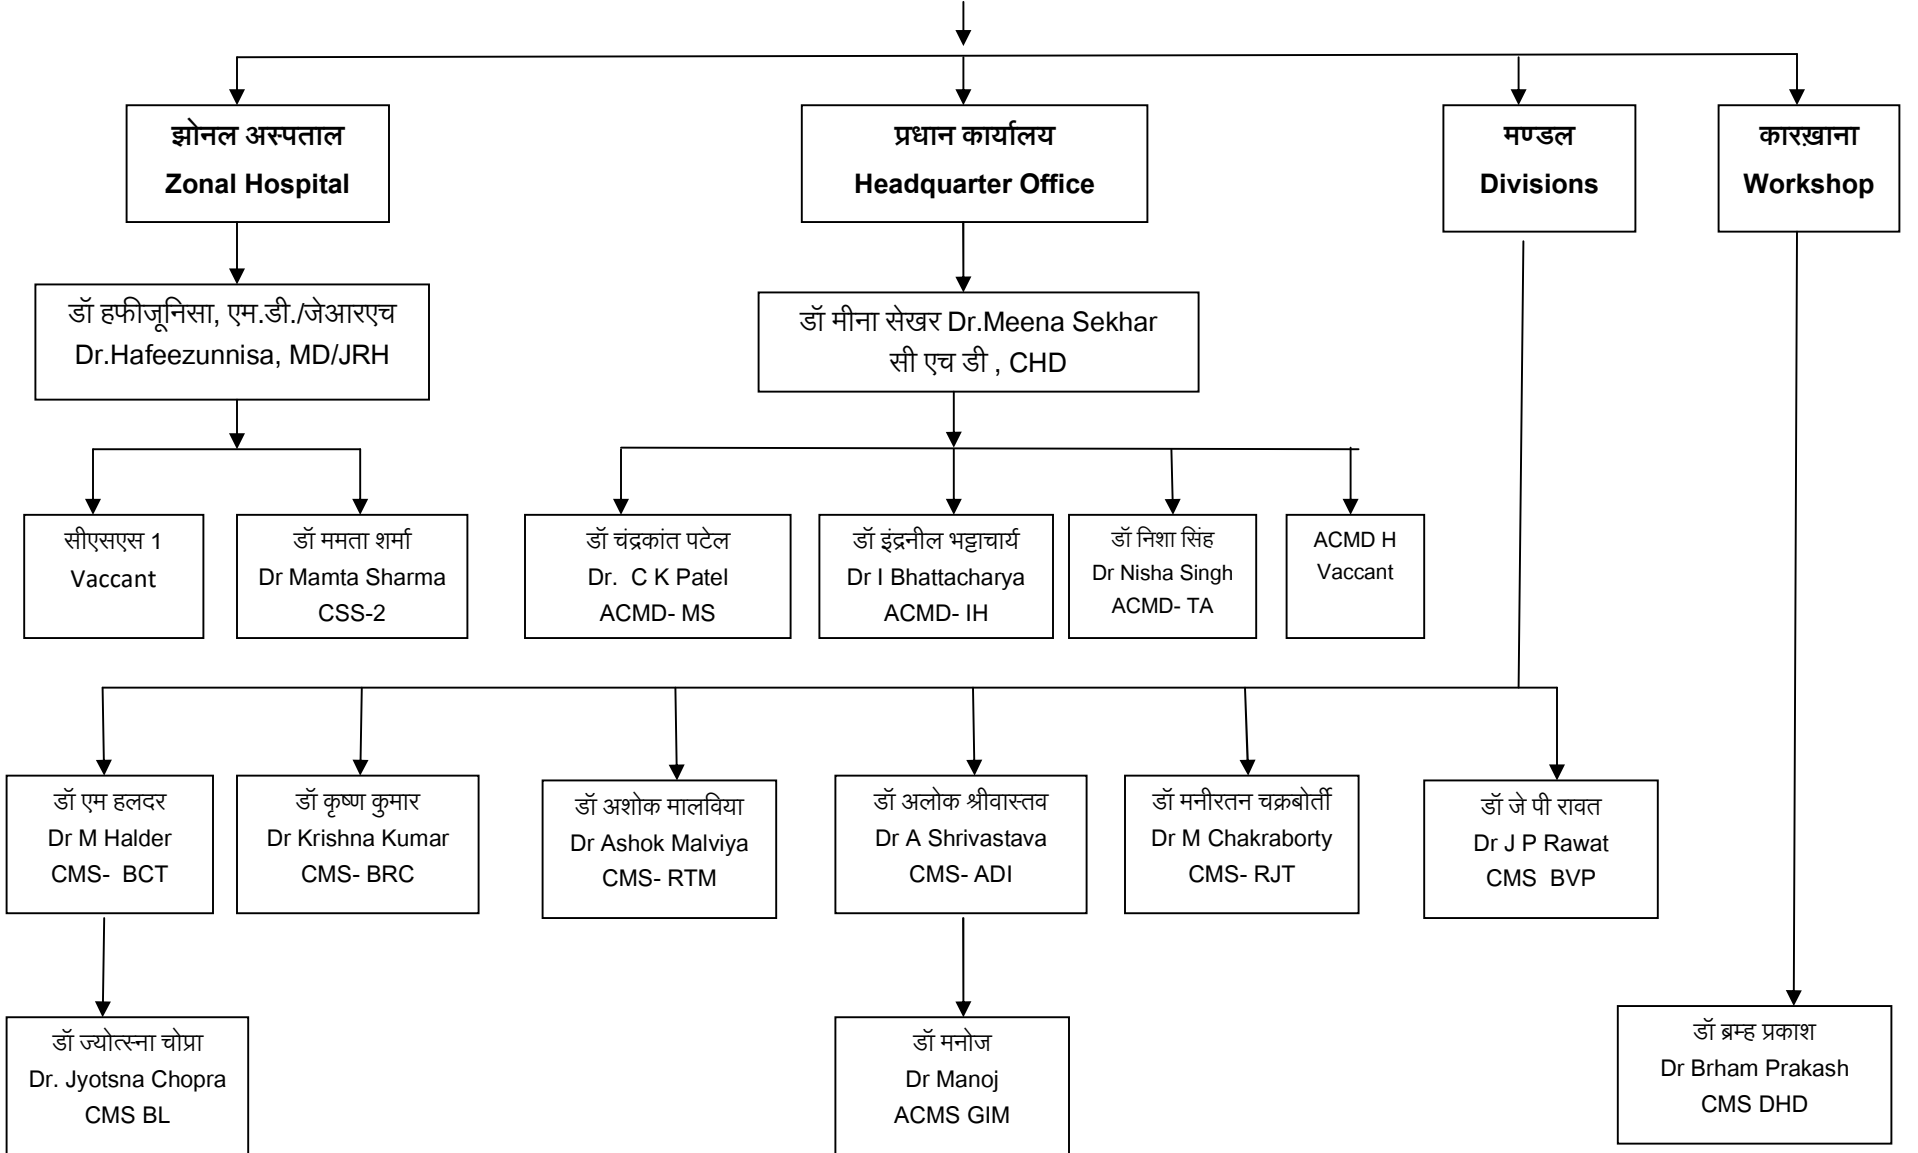 झोनल अस्पताल
Zonal Hospital
प्रधान कार्यालय
Headquarter Office
मण्डल
Divisions
कारख़ाना
Workshop
डॉ हफीजूनिसा, एम.डी./जेआरएच
Dr.Hafeezunnisa, MD/JRH
डॉ मीना सेखर Dr.Meena Sekhar
सी एच डी , CHD
सीएसएस 1
Vaccant
डॉ ममता शर्मा
Dr Mamta Sharma
CSS-2
डॉ चंद्रकांत पटेल
Dr. C K Patel
ACMD- MS
डॉ इंद्रनील भट्टाचार्य
Dr I Bhattacharya
ACMD- IH
डॉ निशा सिंह
Dr Nisha Singh
ACMD- TA
ACMD H
Vaccant
डॉ एम हलदर
Dr M Halder
CMS- BCT
डॉ कृष्ण कुमार
Dr Krishna Kumar
CMS- BRC
डॉ अशोक मालविया
Dr Ashok Malviya
CMS- RTM
डॉ अलोक श्रीवास्तव
Dr A Shrivastava
CMS- ADI
डॉ मनीरतन चक्रबोर्ती
Dr M Chakraborty
CMS- RJT
डॉ जे पी रावत
Dr J P Rawat
CMS BVP
डॉ ज्योत्स्ना चोप्रा
Dr. Jyotsna Chopra
CMS BL
डॉ मनोज
Dr Manoj
ACMS GIM
डॉ ब्रम्ह प्रकाश
Dr Brham Prakash
CMS DHD